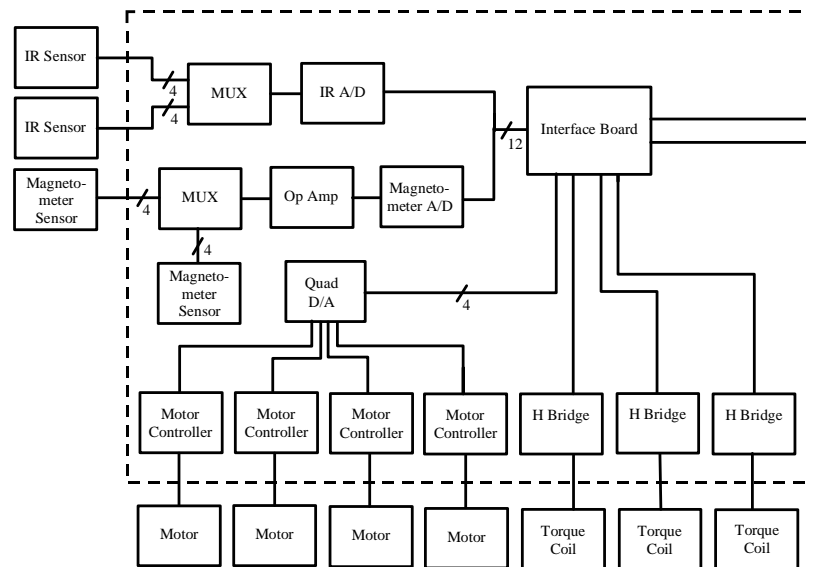 IR Sensor
4
MUX
IR A/D
Interface Board
IR Sensor
4
12
Magneto-
meter
Sensor
4
MUX
Op Amp
Magneto-
meter A/D
4
Magneto-
meter
Sensor
Quad
D/A
4
Motor
Controller
Motor
Controller
Motor
Controller
Motor
Controller
H Bridge
H Bridge
H Bridge
Motor
Motor
Motor
Motor
Torque
Coil
Torque
Coil
Torque
Coil